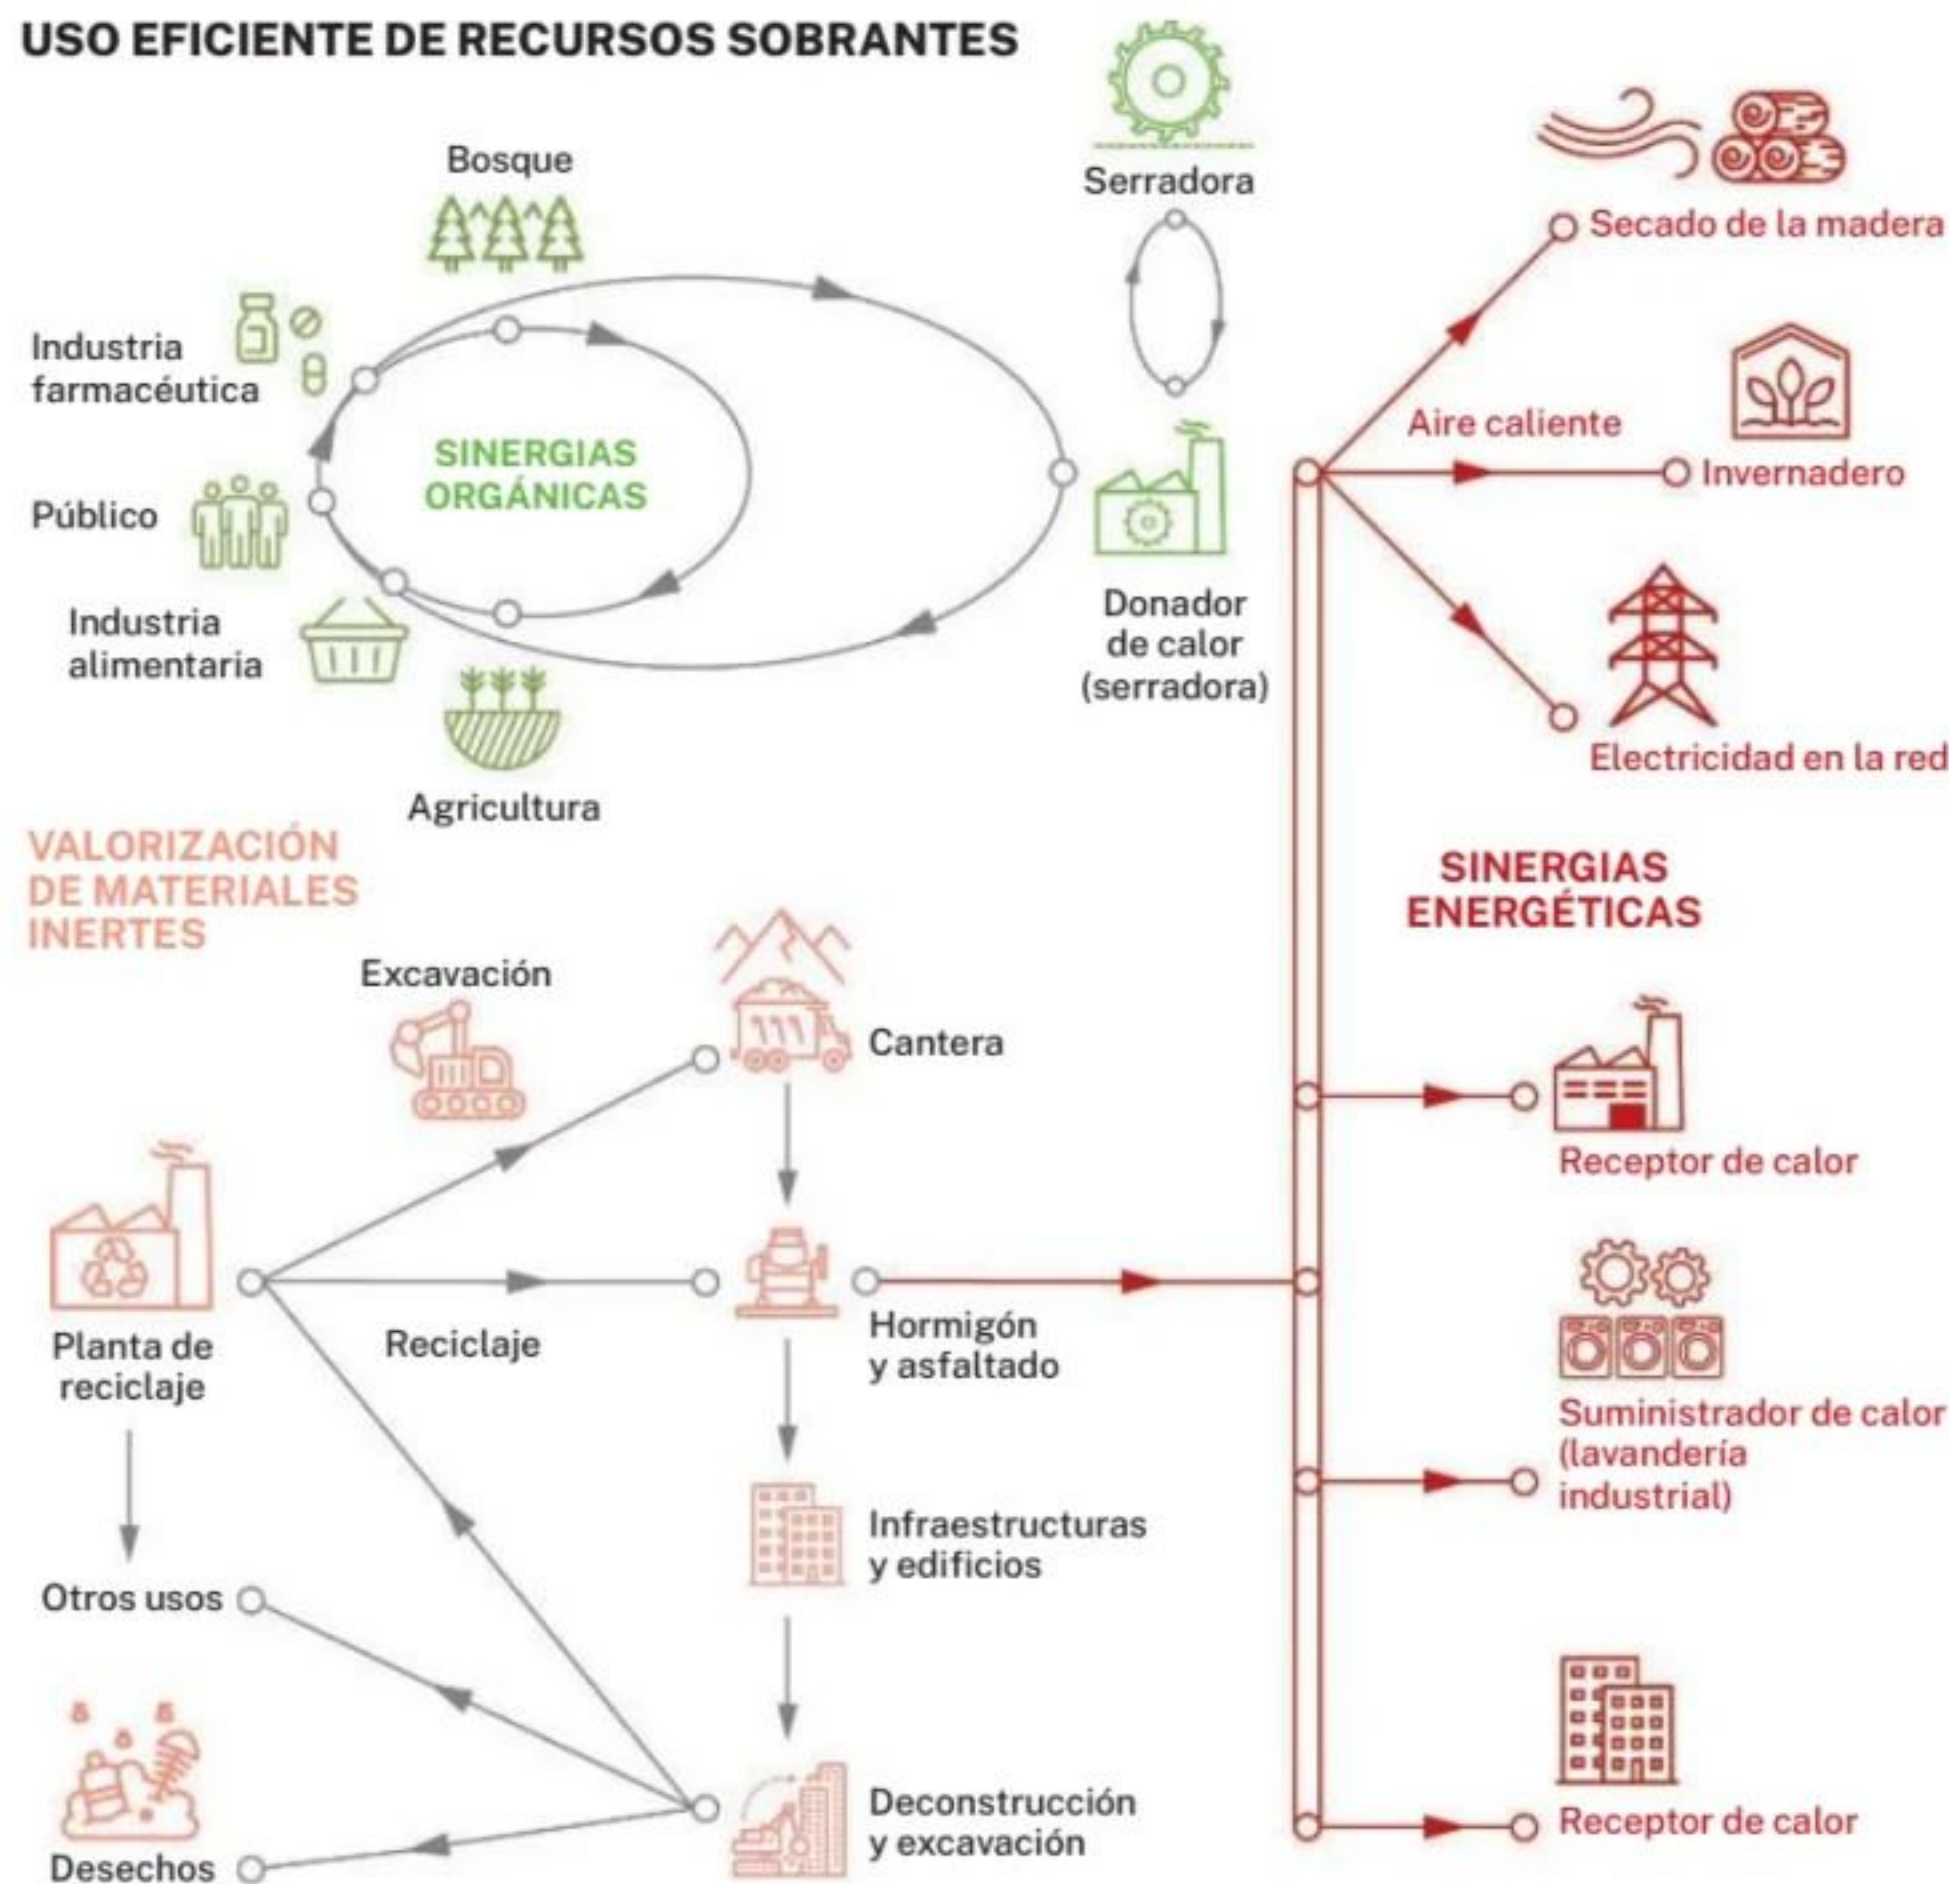 USO EFICIENTE DE RECURSOS SOBRANTES
Bosque
Serradora
Secado de la madera
Industria
farmacéutica
Aire caliente
Invernadero
SINERGIAS
ORGÁNICAS
Público
Donador
de calor
(serradora)
Industria
alimentaria
Electricidad en la red
Agricultura
VALORIZACIÓN
DE MATERIALES
INERTES
SINERGIAS
ENERGÉTICAS
Excavación
Cantera
Receptor de calor
Planta de
reciclaje
Reciclaje
Hormigón
y asfaltado
Suministrador de calor
(lavandería
industrial)
Infraestructuras
y edificios
Otros usos
Deconstrucción
y excavación
Receptor de calor
Desechos